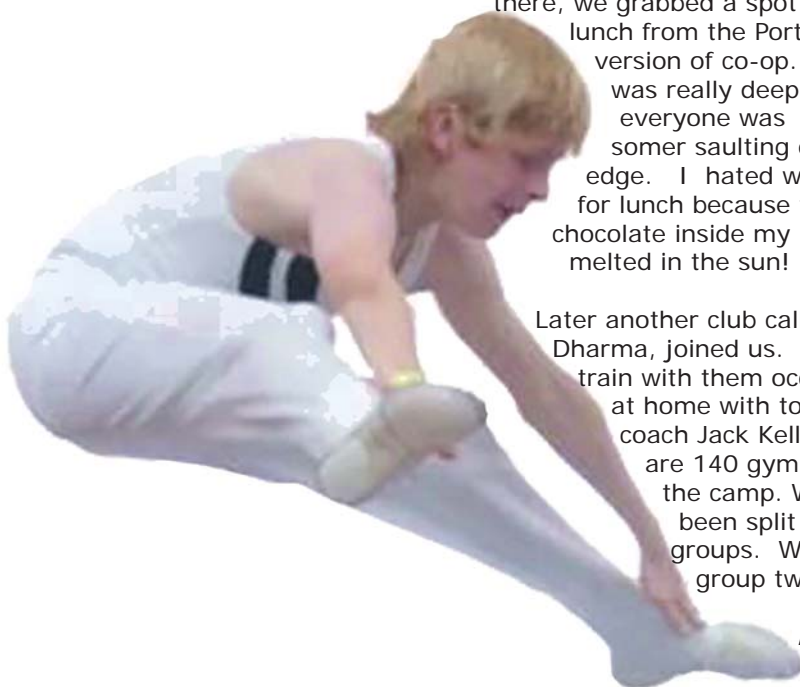 there, we grabbed a spot
lunch from the Port
version of co-op.
was really deep
everyone was
somer saulting
edge. I hated w
for lunch because
chocolate inside my
melted in the sun!
Later another club cal
Dharma, joined us.
train with them occ
at home with to
coach Jack Kell
are 140 gym
the camp. W
been split
groups. W
group tw